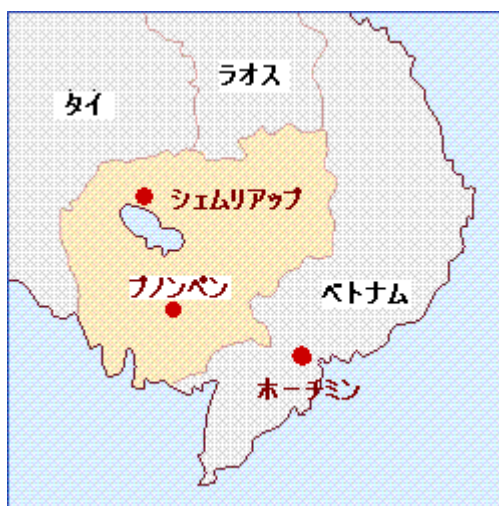 ラオス
タイ
シェムリアップ
プノンペン
ベトナム
ホーチミン